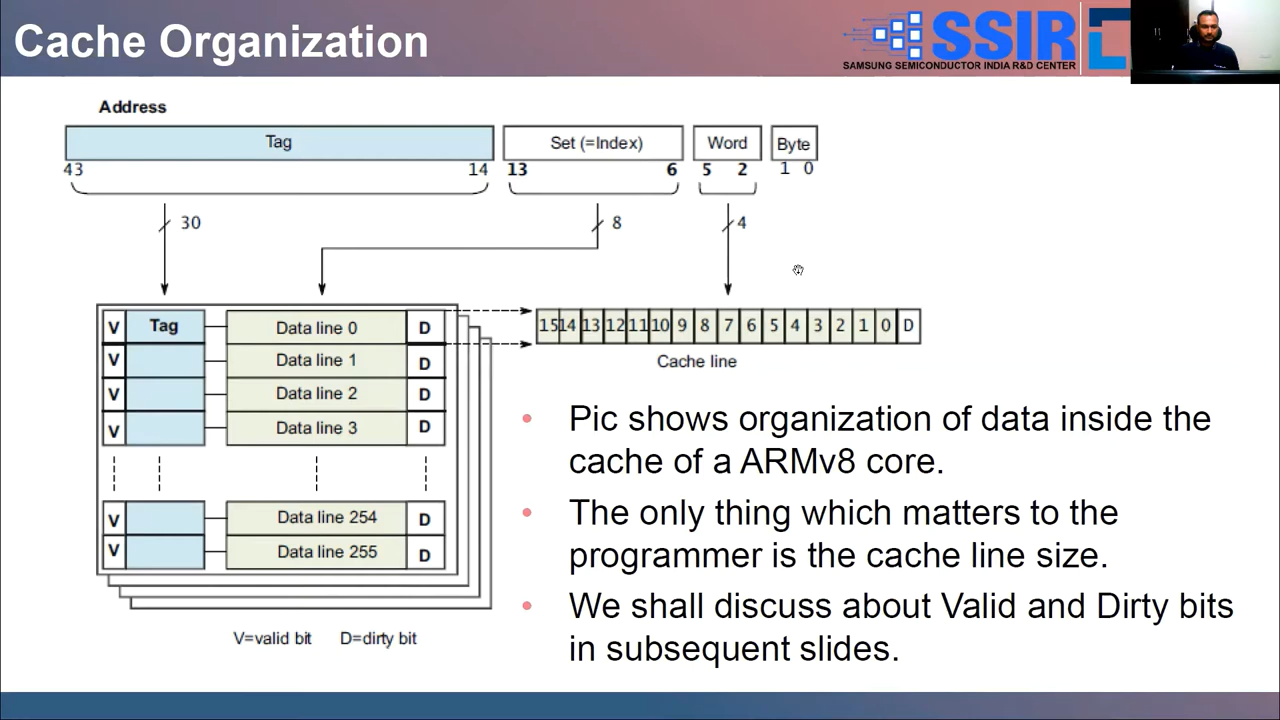 Cache Organization
SSIR
SAMSUNG SEMICONDUCTOR INDIA R&D CENTER
Address
Tag
Set (=Index)
Word
Byte
43
14
13
6
5
2
1
0
30
8
4
V
Tag
Data line 0
D
V
Data line 1
D
V
Data line 2
D
V
Data line 3
D
V
Data line 254
D
V
Data line 255
D
15 14 13 12 11 10 9 8 7 6 5 4 3 2 1 0 D
Cache line
V=valid bit D=dirty bit
• Pic shows organization of data inside the
cache of a ARMv8 core.
• The only thing which matters to the
programmer is the cache line size.
• We shall discuss about Valid and Dirty bits
in subsequent slides.